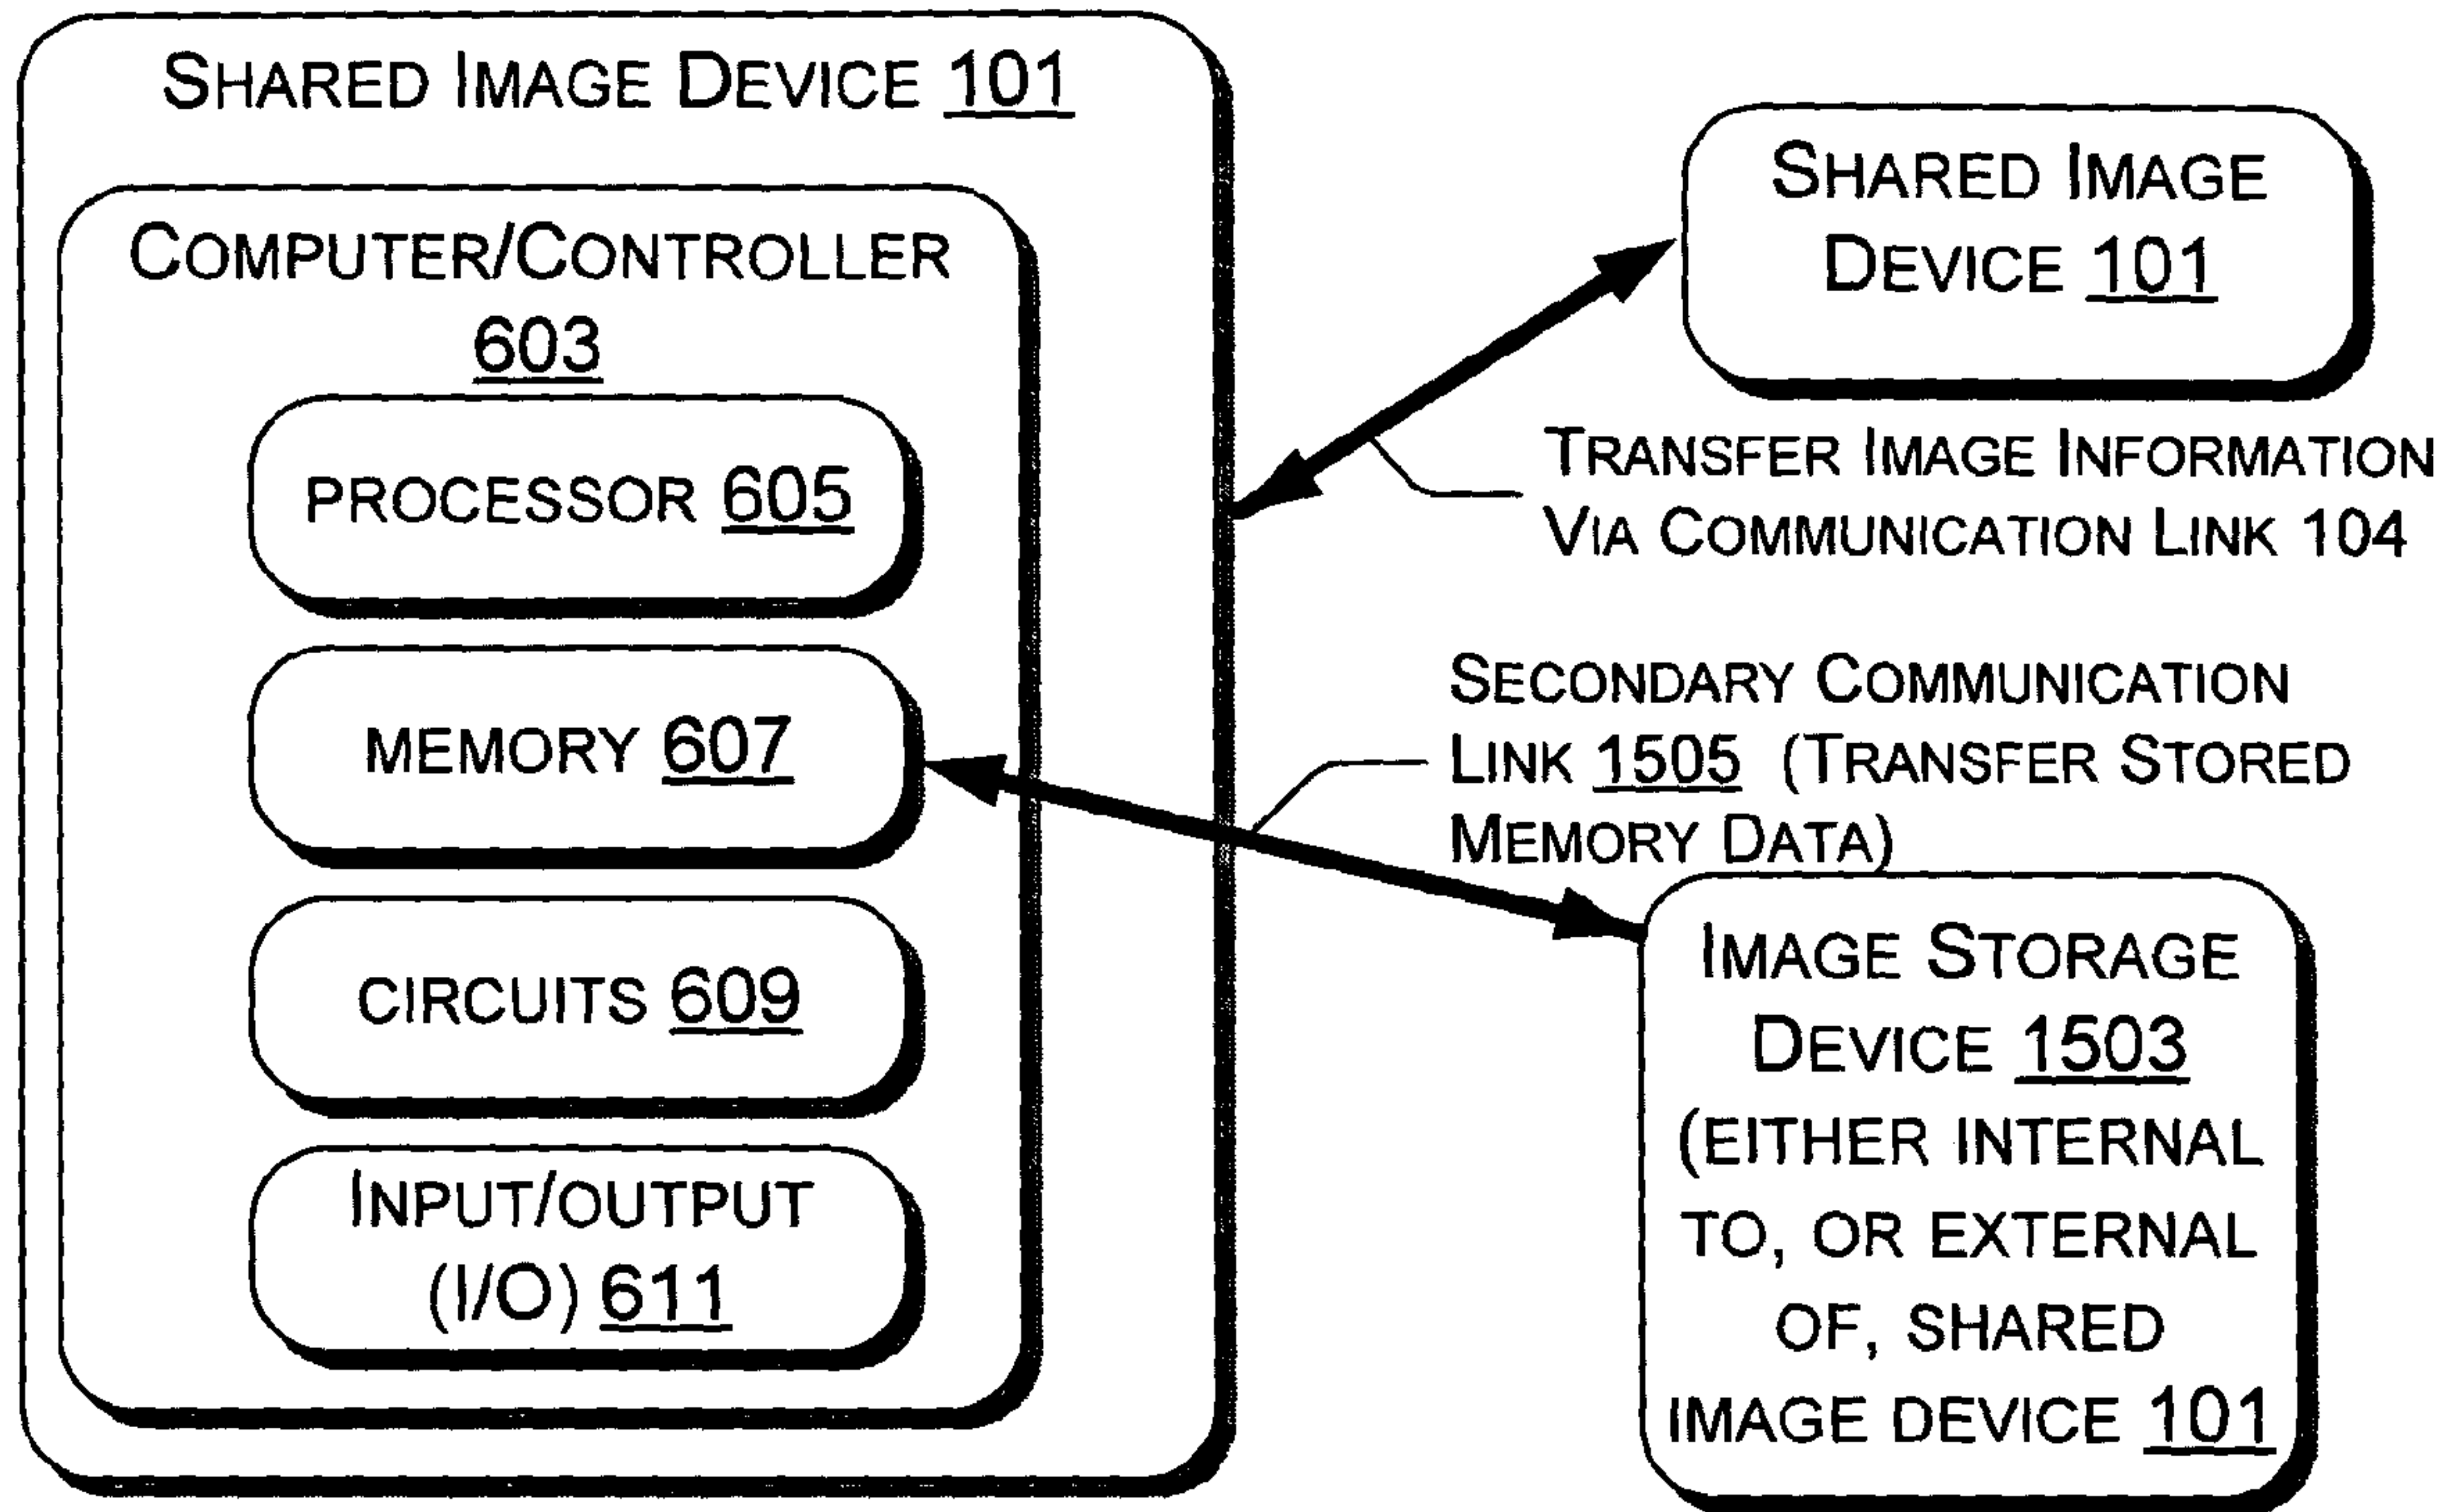 SHARED IMAGE DEVICE 101
COMPUTER/CONTROLLER
603
PROCESSOR 605
MEMORY 607
CIRCUITS 609
INPUT/OUTPUT
(I/O) 611
SHARED IMAGE
DEVICE 101
TRANSFER IMAGE INFORMATION
VIA COMMUNICATION LINK 104
SECONDARY COMMUNICATION
LINK 1505 (TRANSFER STORED
MEMORY DATA)
IMAGE STORAGE
DEVICE 1503
(EITHER INTERNAL
TO, OR EXTERNAL
OF, SHARED
IMAGE DEVICE 101